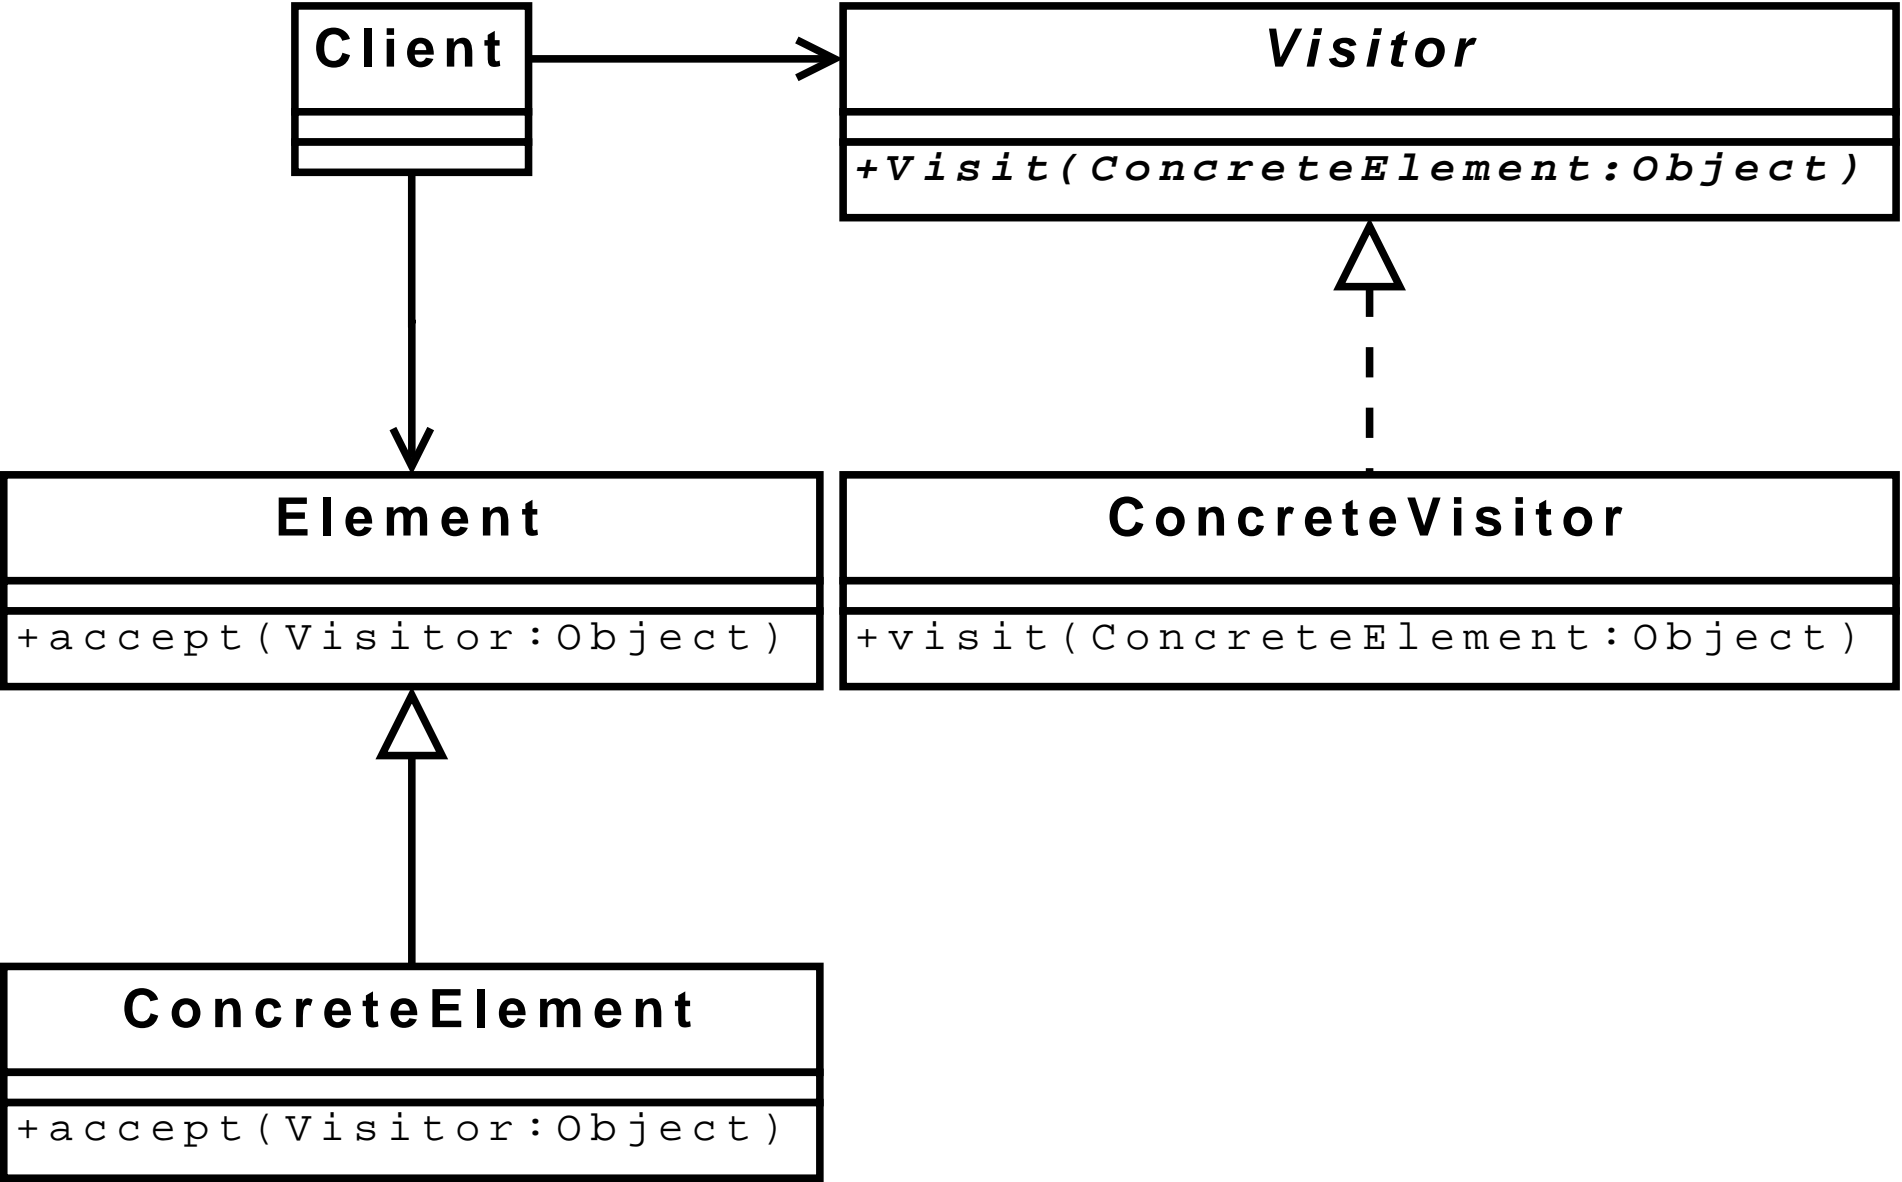 Client
Visitor
+Visit(ConcreteElement:Object)
Element
+accept(Visitor:Object)
ConcreteVisitor
+visit(ConcreteElement:Object)
ConcreteElement
+accept(Visitor:Object)